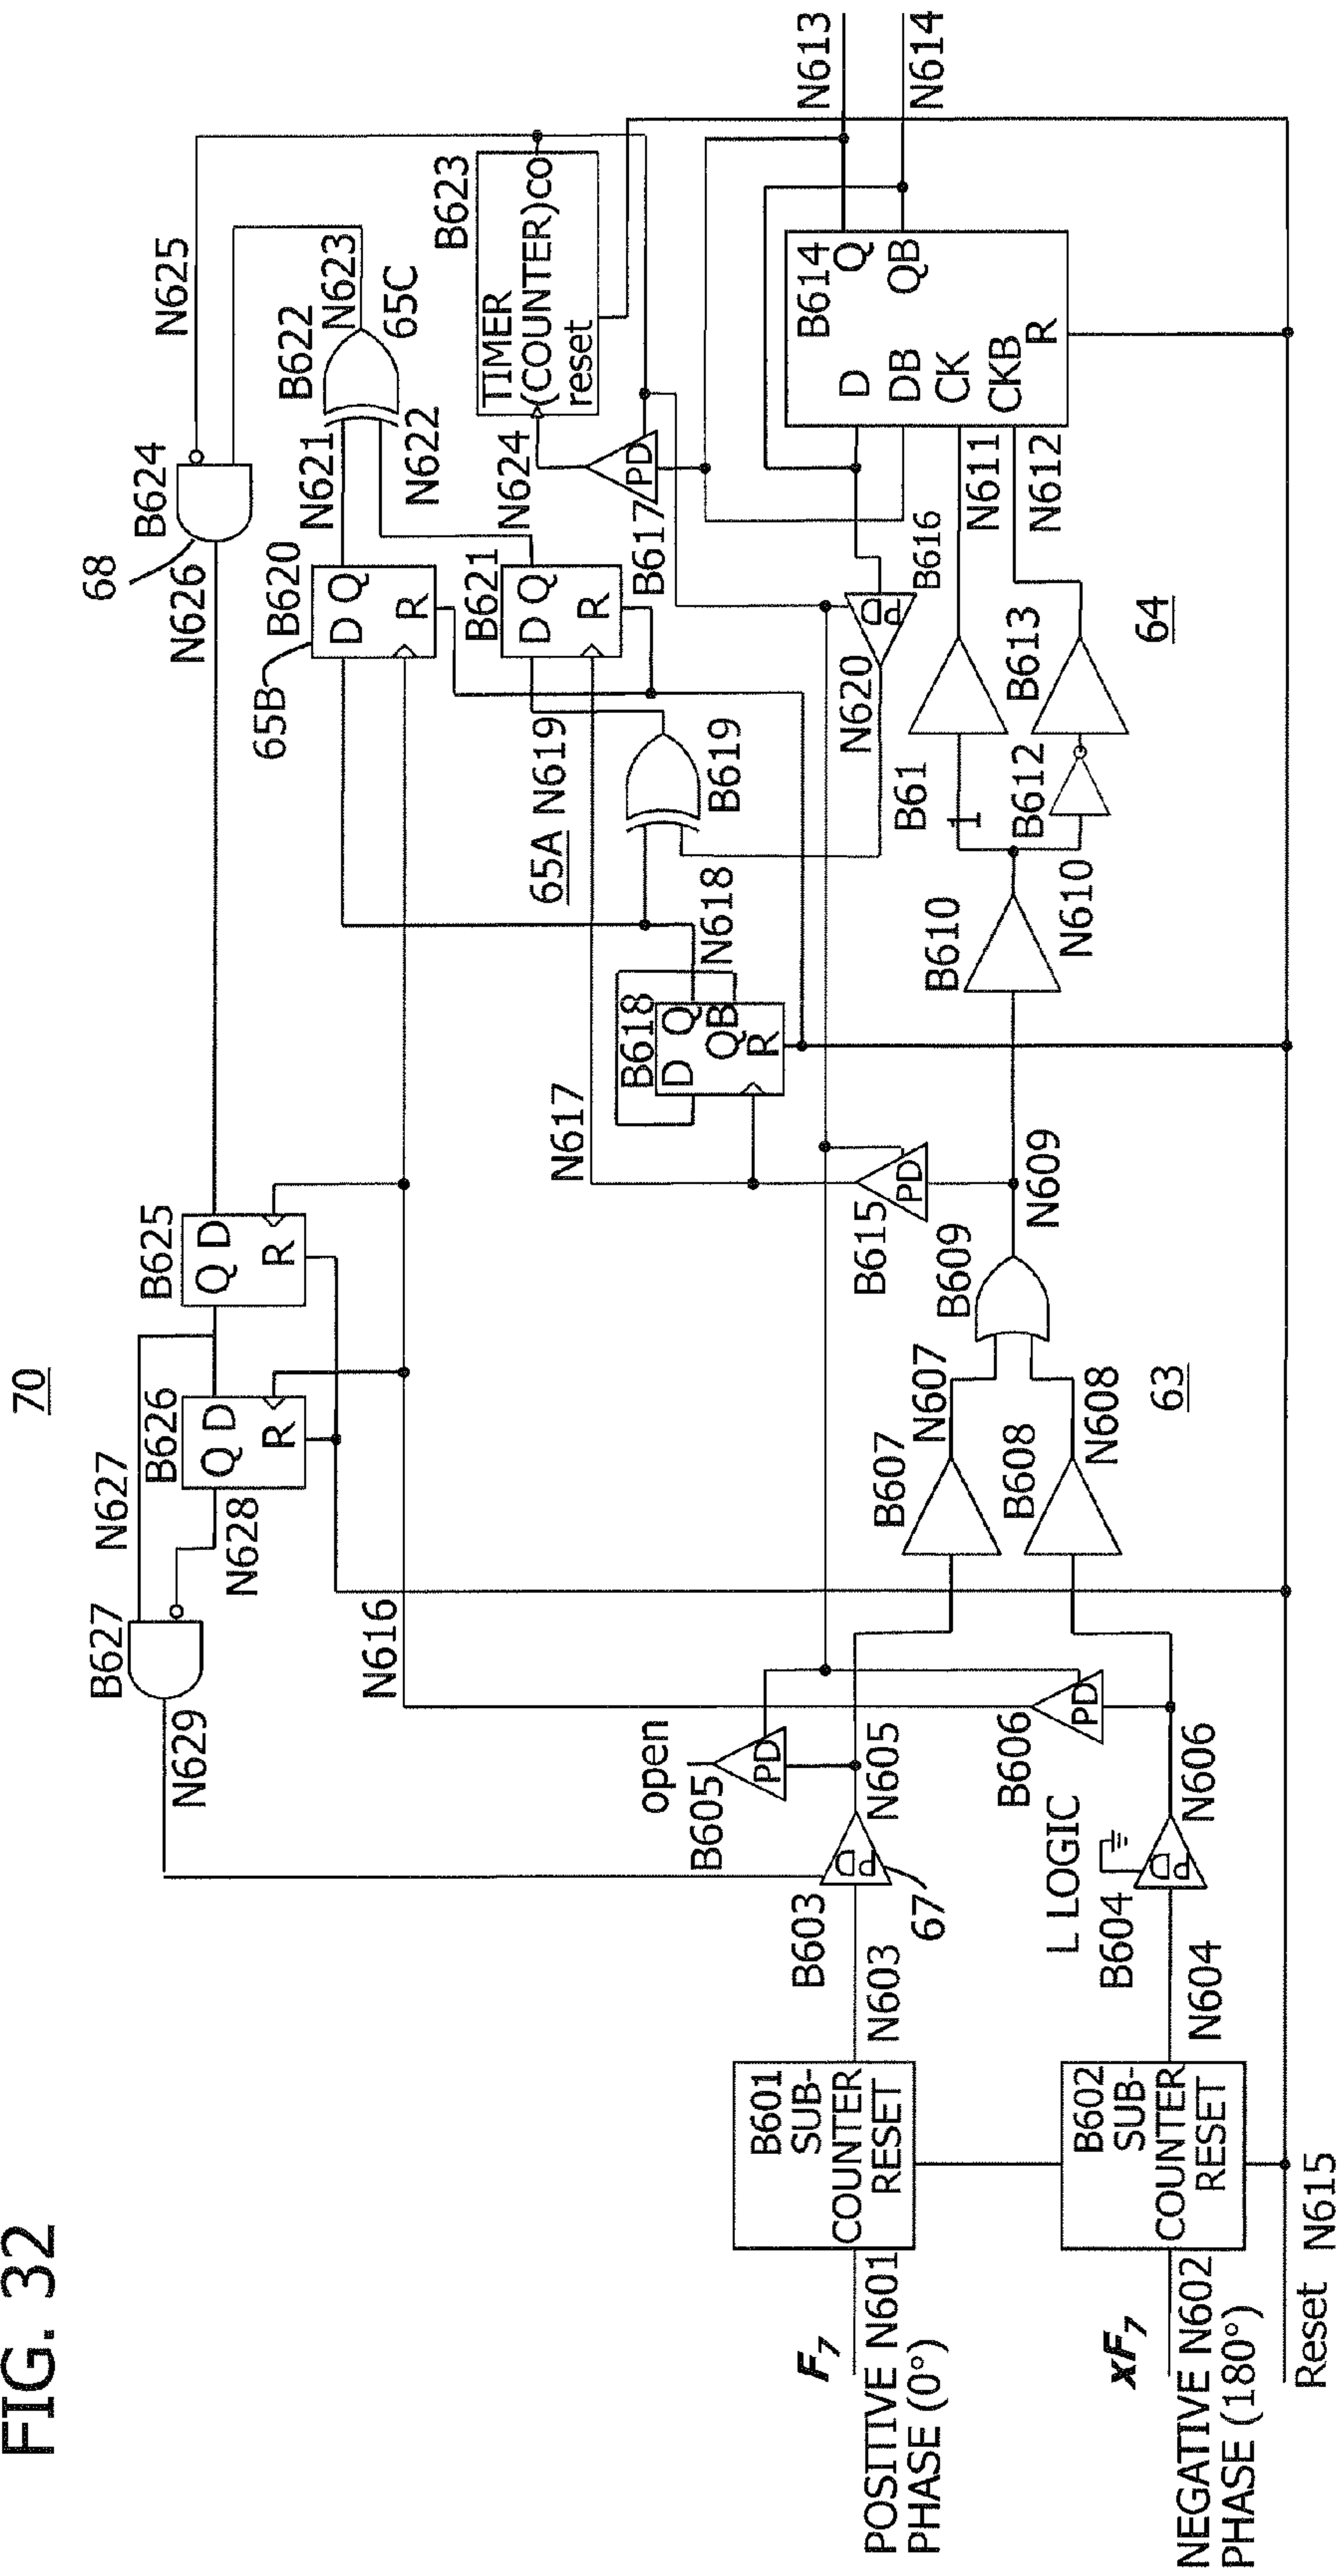 FIG. 32
70
B627
N627
N629
B626
Q D
R
N628
B625
Q D
R
N626
68
B624
N625
N616
65B
B620
D Q
R
N621
B622
N623
65C
N622
B621
D Q
R
N624
B623
TIMER
(COUNTER)co
reset
65A
N619
B619
B617
PD
N617
B618
D Q
QB
R
N618
open
B605
PD
B615
PD
N620
B616
PD
B614
D
Q
DB
QB
CK
CKB
R
N613
N614
F7
POSITIVE N601
PHASE (0°)
B601
SUB-
COUNTER
RESET
N603
B603
PD
67
N605
B606
PD
B607
N607
B608
N608
63
B609
N609
B610
N610
B61
1
B612
B613
N611
N612
64
xF7
NEGATIVE N602
PHASE (180°)
B602
SUB-
COUNTER
RESET
N604
L LOGIC
B604
PD
N606
Reset N615